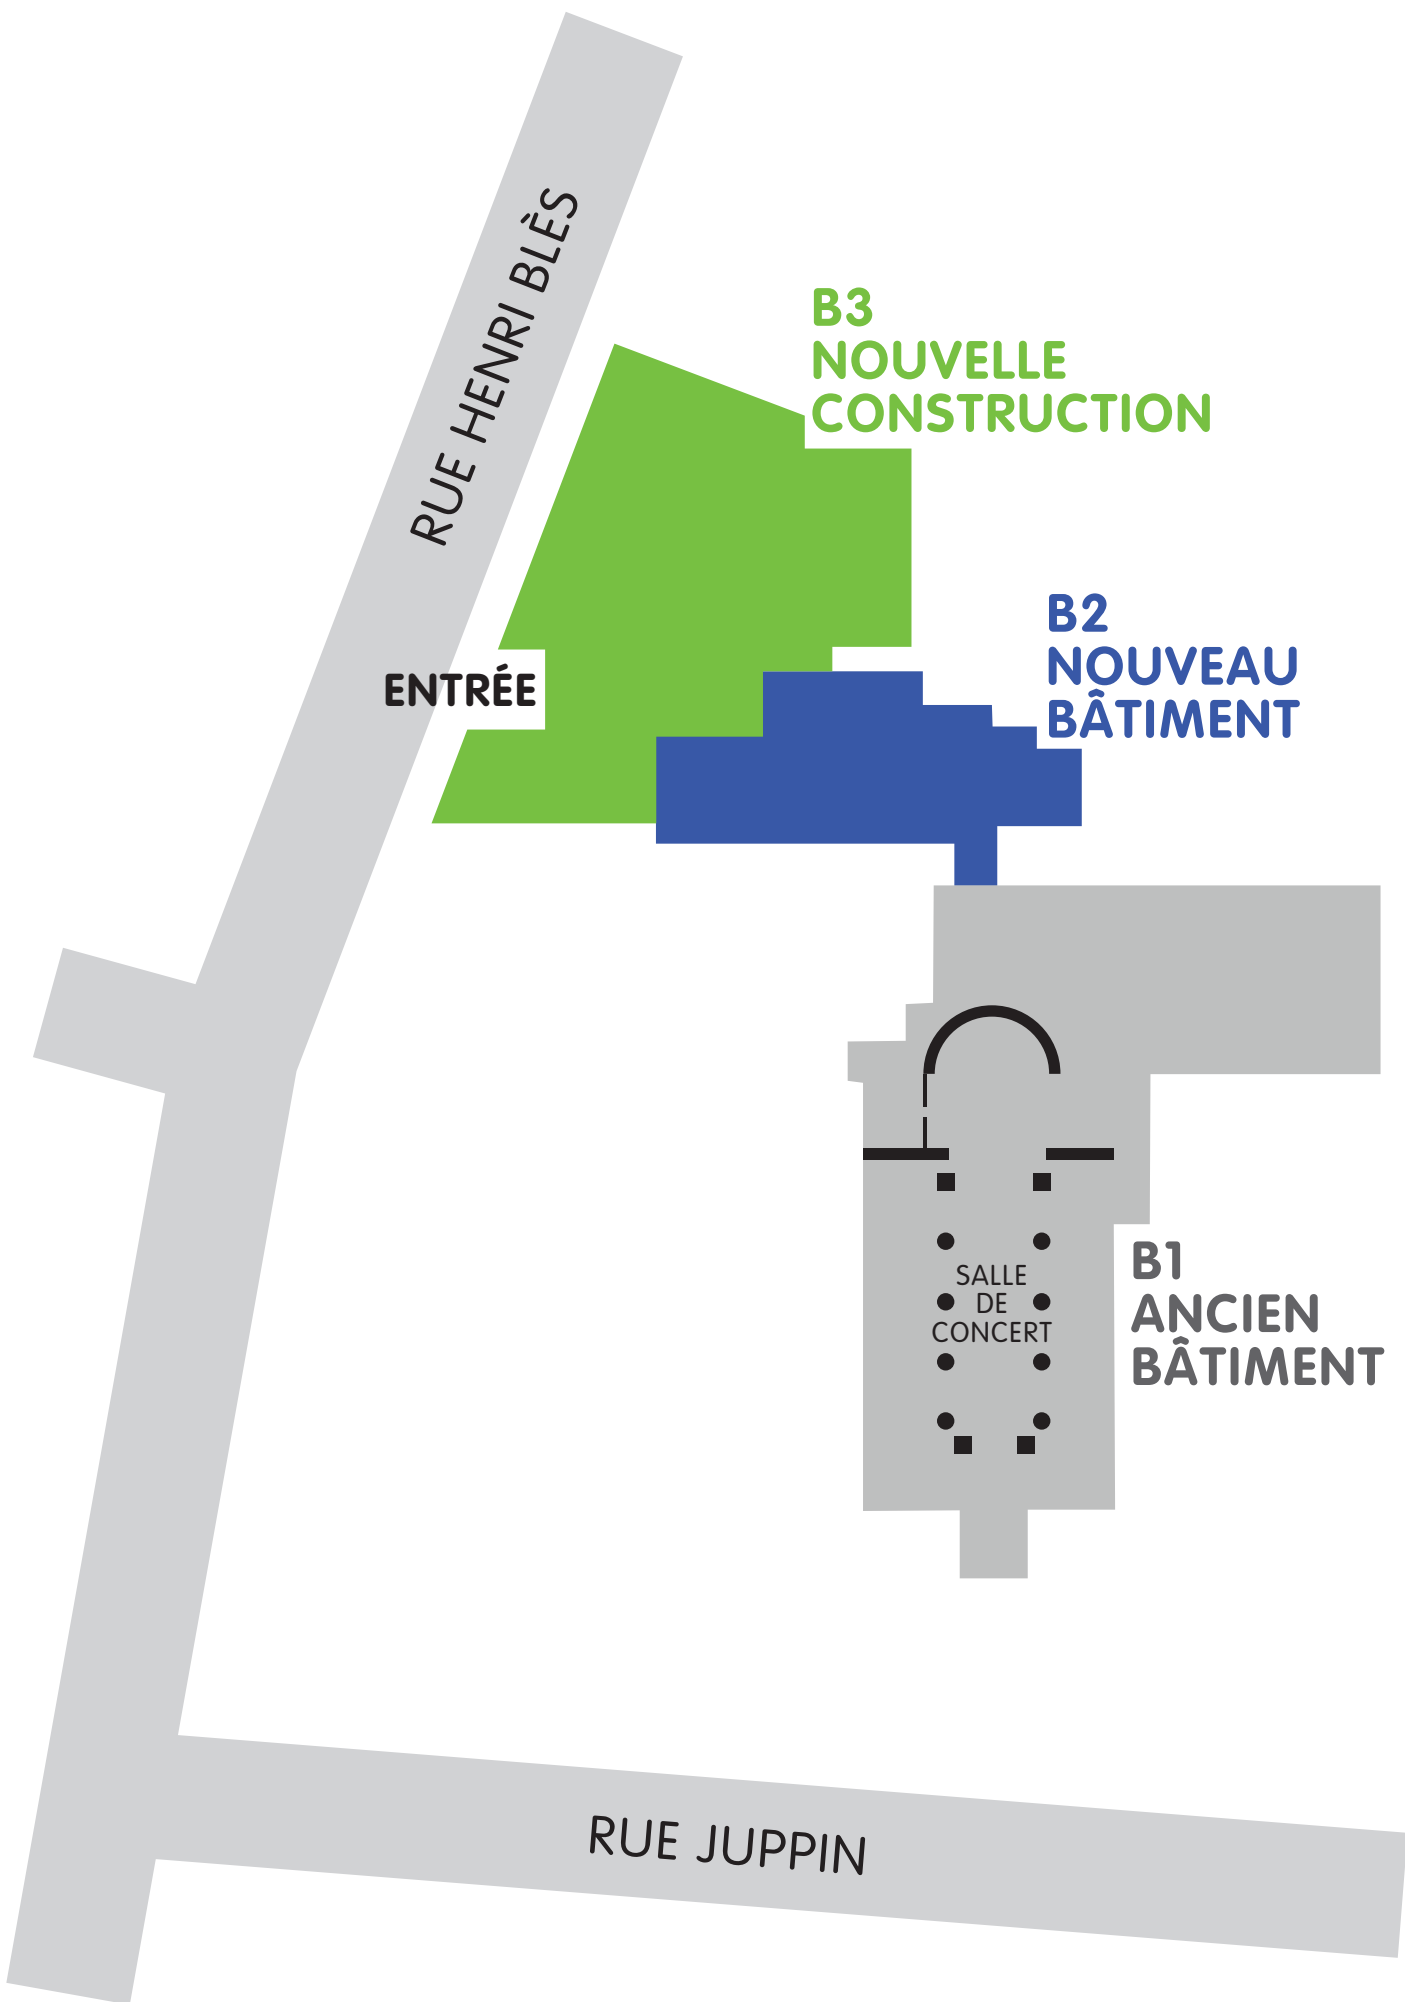 RUE HENRI BLÈS
B3
NOUVELLE
CONSTRUCTION
B2
NOUVEAU
BÂTIMENT
ENTRÉE
SALLE
DE
CONCERT
B1
ANCIEN
BÂTIMENT
RUE JUPPIN